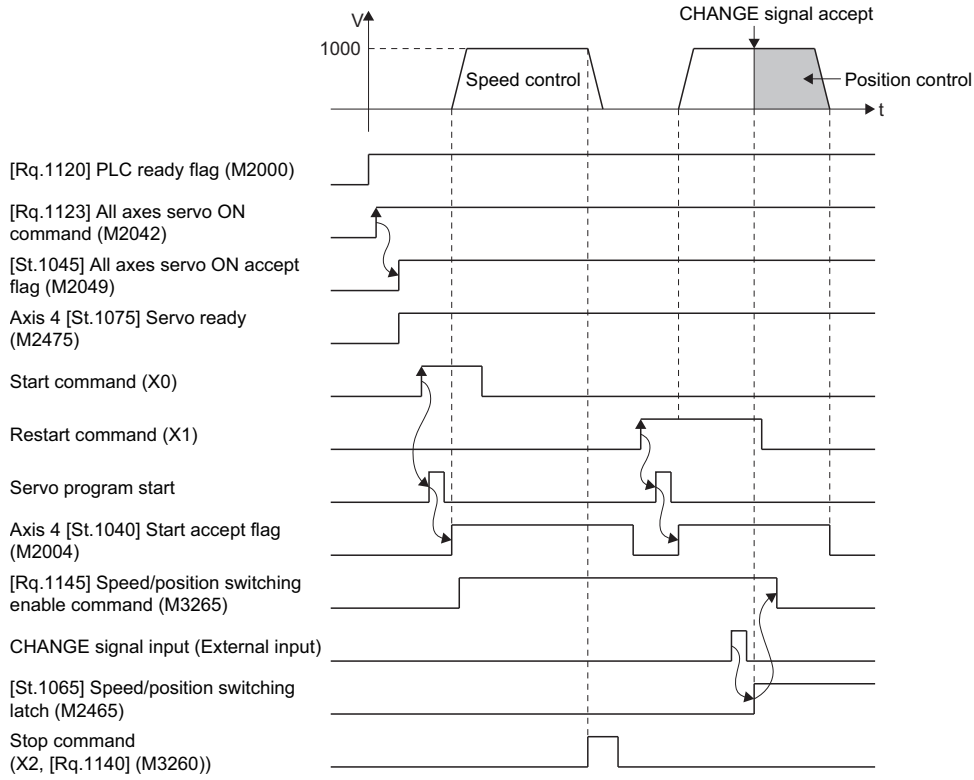 V
CHANGE signal accept
1000
Speed control
Position control
t
[Rq.1120] PLC ready flag (M2000)
[Rq.1123] All axes servo ON
command (M2042)
[St.1045] All axes servo ON accept
flag (M2049)
Axis 4 [St.1075] Servo ready
(M2475)
Start command (X0)
Restart command (X1)
Servo program start
Axis 4 [St.1040] Start accept flag
(M2004)
[Rq.1145] Speed/position switching
enable command (M3265)
CHANGE signal input (External input)
[St.1065] Speed/position switching
latch (M2465)
Stop command
(X2, [Rq.1140] (M3260))